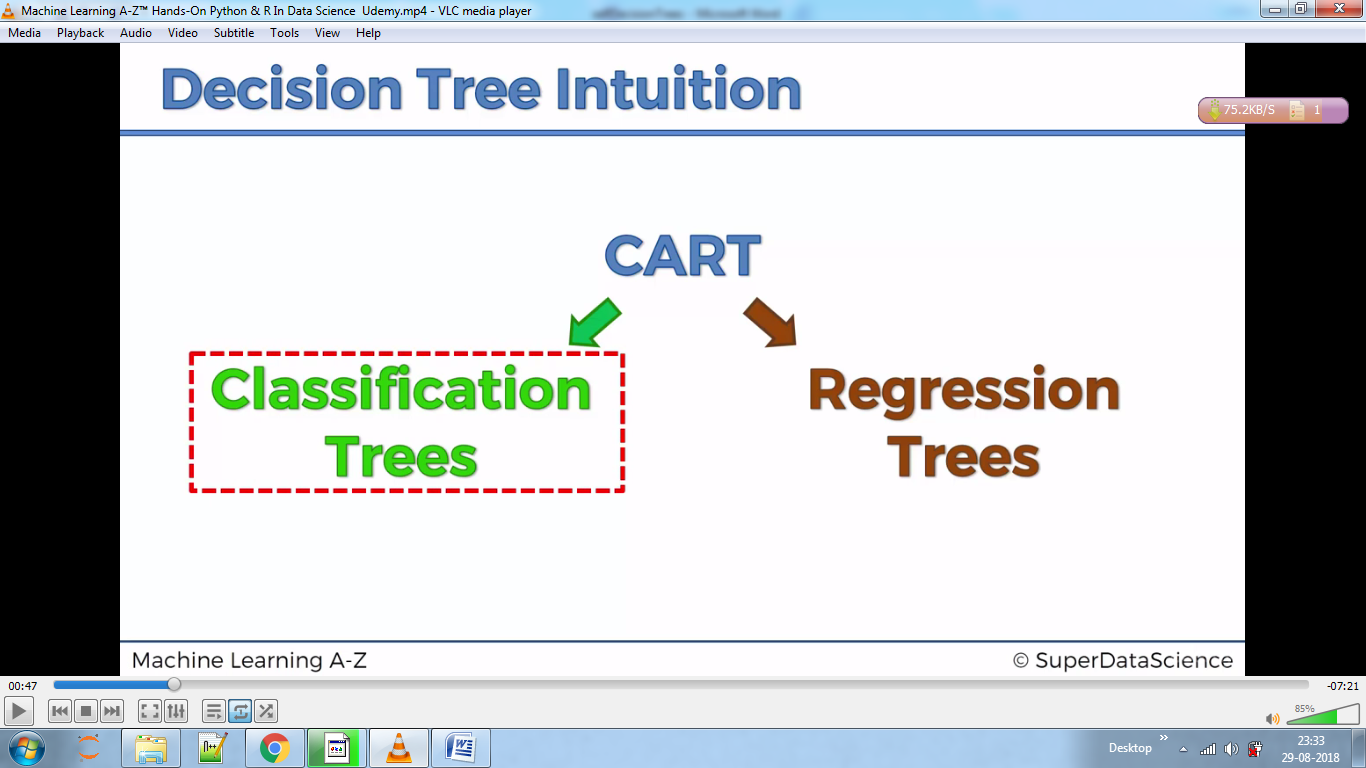 Machine Learning A-Z™ Hands-On Python & R In Data Science  Udemy.mp4 - VLC media player
Media Playback Audio Video Subtitle Tools View Help
Decision Tree Intuition
75.2KB/S 1
CART
Classification
Trees
Regression
Trees
Machine Learning A-Z
© SuperDataScience
00:47
-07:21
85%
Desktop
23:33
29-08-2018